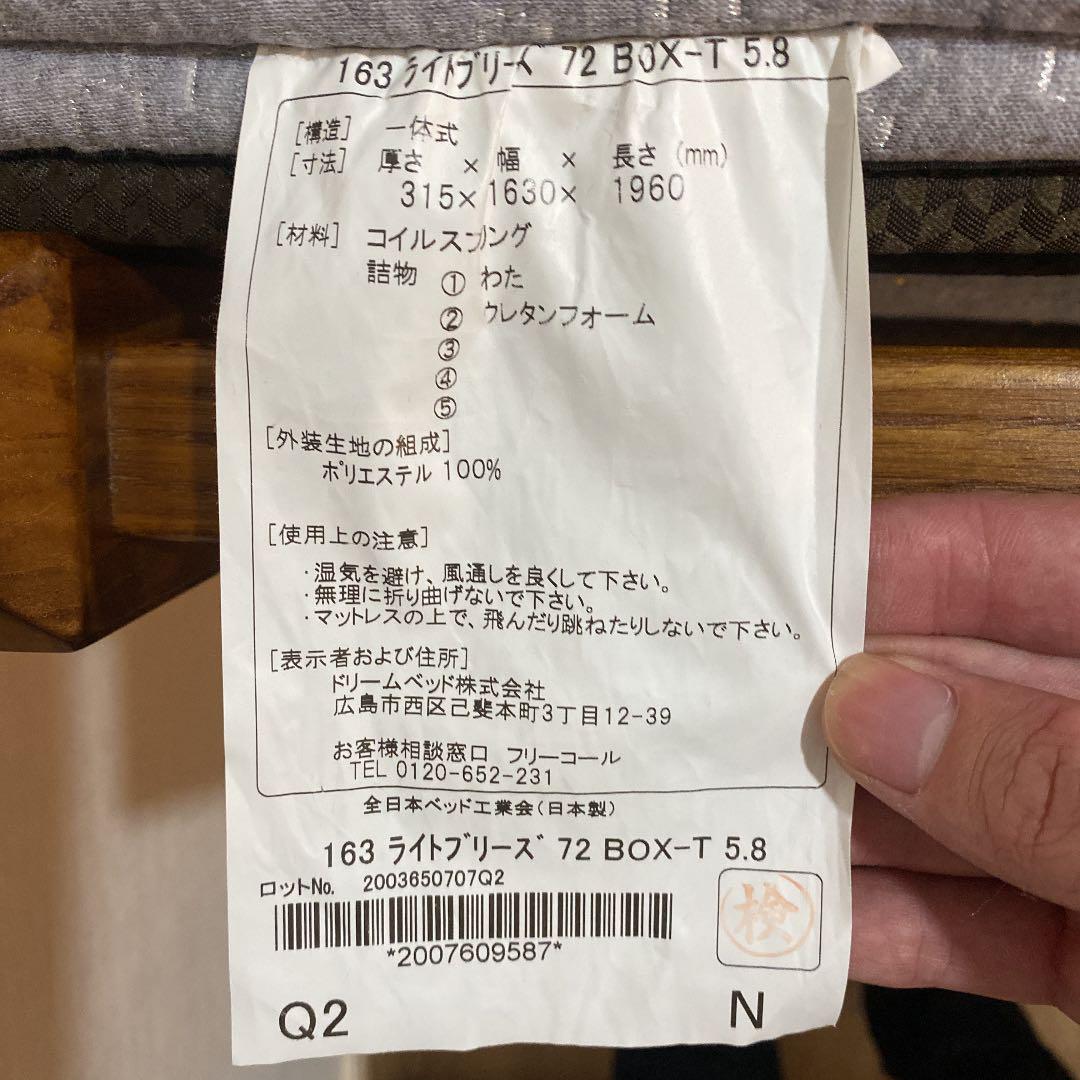 163 ライトブリーズ 72 BOX-T 5.8
[構造] 一体式
[寸法] 厚さ × 幅 × 長さ (mm)
315×1630× 1960
[材料] コイルスプリング
詰物 ① わた
② ウレタンフォーム
③
④
⑤
[外装生地の組成]
ポリエステル 100%
[使用上の注意]
・湿気を避け、風通しを良くして下さい。
・無理に折り曲げないで下さい。
・マットレスの上で、飛んだり跳ねたりしないで下さい。
[表示者および住所]
ドリームベッド株式会社
広島市西区己斐本町3丁目12-39
お客様相談窓口 フリーコール
TEL 0120-652-231
全日本ベッド工業会(日本製)
163 ライトブリーズ 72 BOX-T 5.8
ロットNo. 2003650707Q2
*2007609587*
検
Q2 N